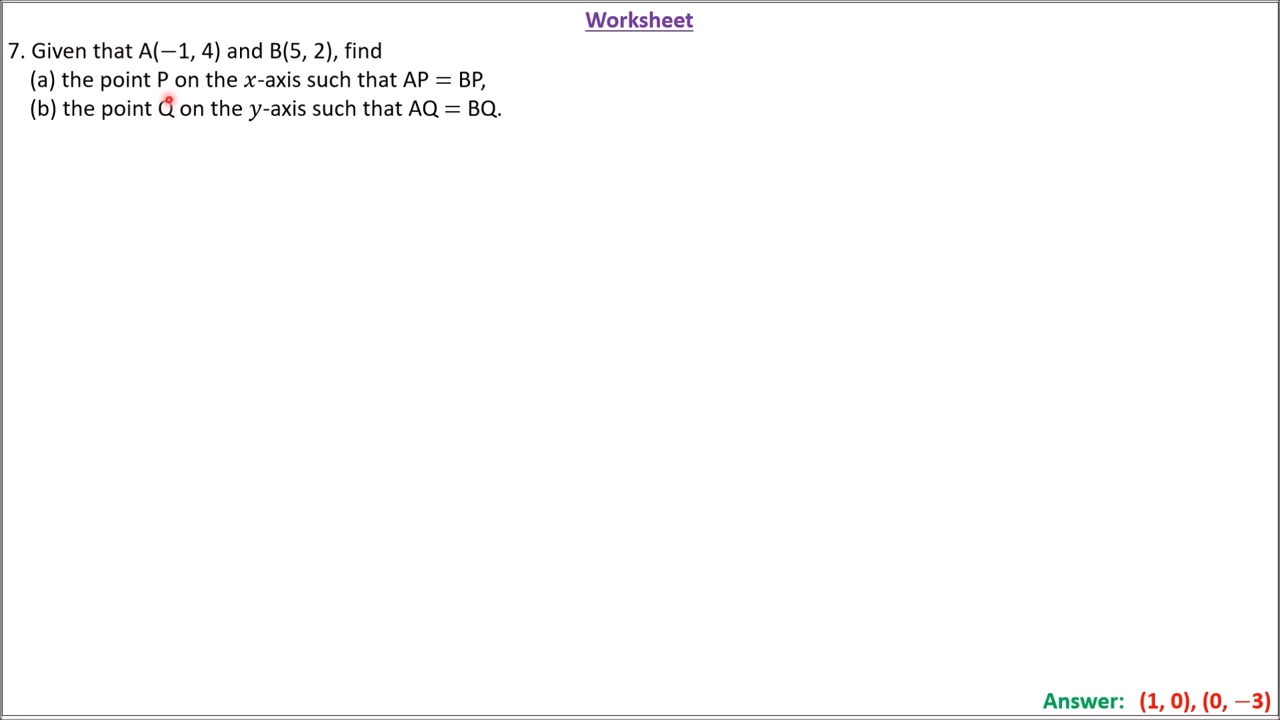 Worksheet
7. Given that A(−1, 4) and B(5, 2), find
(a) the point P on the x-axis such that AP = BP,
(b) the point Q on the y-axis such that AQ = BQ.
Answer: (1, 0), (0, −3)